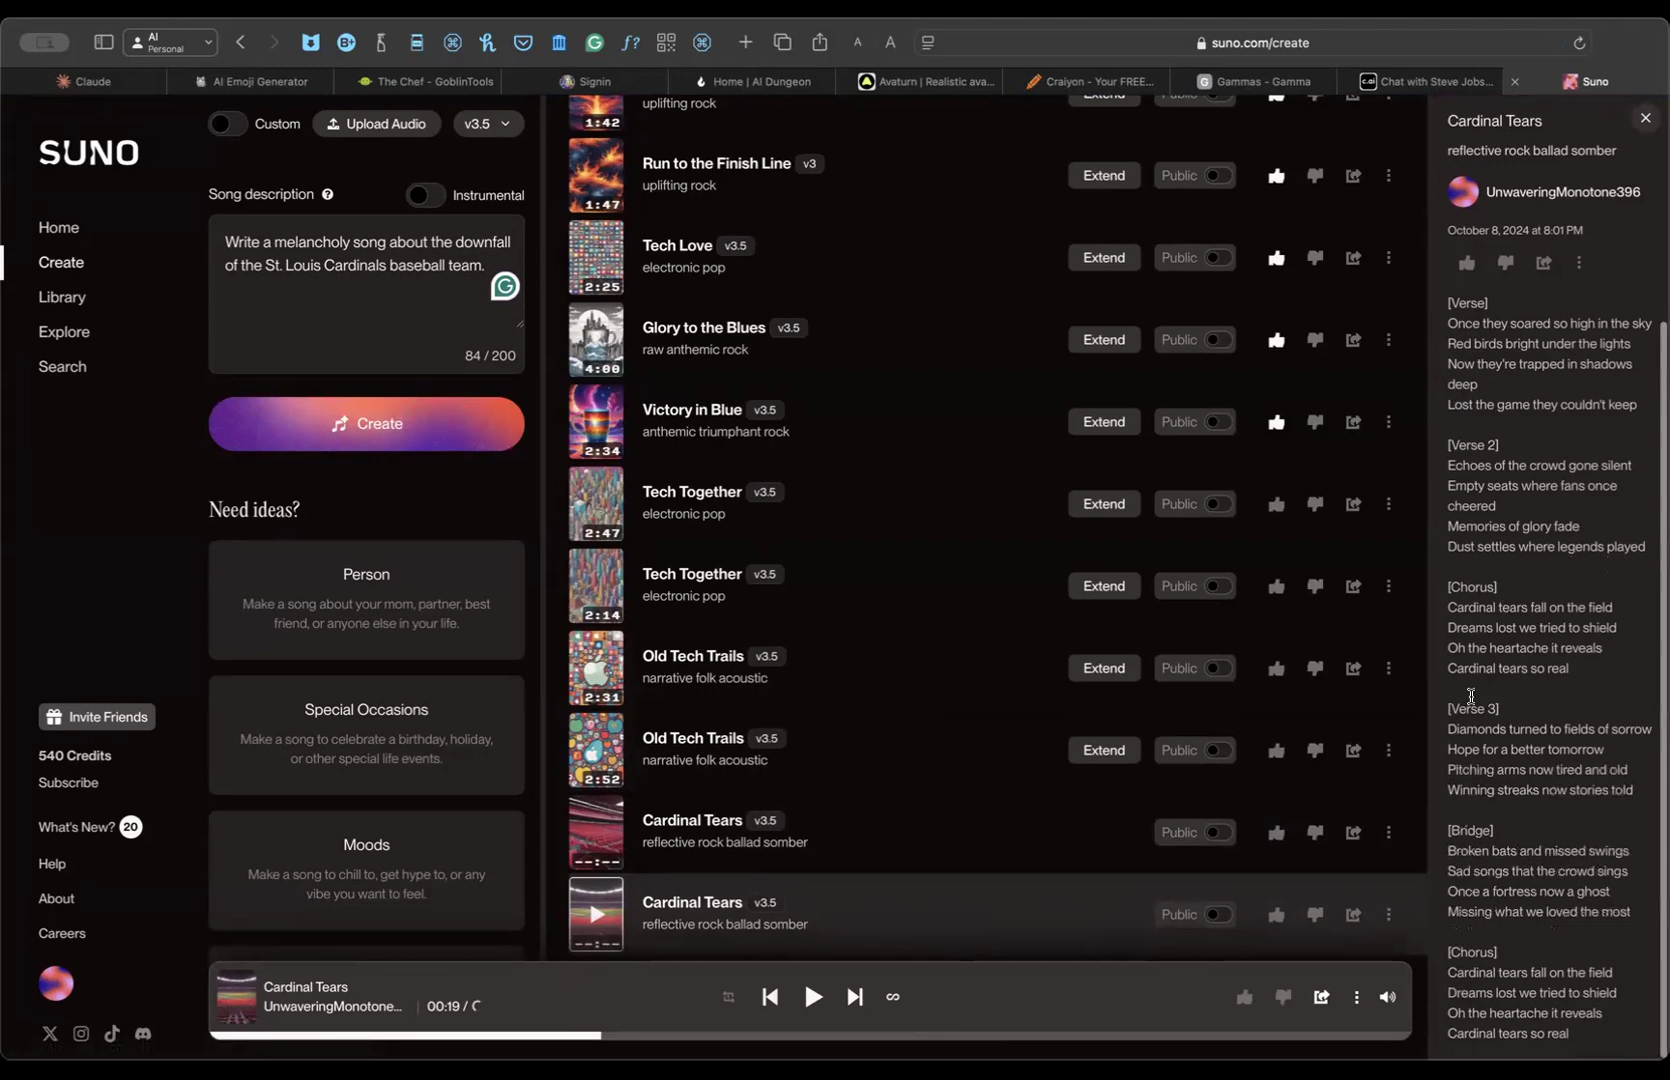 AI
Personal
A
A
suno.com/create
Claude
AI Emoji Generator
The Chef - GoblinTools
Signin
Home | AI Dungeon
Avaturn | Realistic ava...
Craiyon - Your FREE...
Gammas - Gamma
Chat with Steve Jobs...
Suno
SUNO
Home
Create
Library
Explore
Search
Invite Friends
540 Credits
Subscribe
What's New? 20
Help
About
Careers
Custom
Upload Audio
v3.5
Song description
Instrumental
Write a melancholy song about the downfall
of the St. Louis Cardinals baseball team.
84 / 200
Create
Need ideas?
Person
Make a song about your mom, partner, best
friend, or anyone else in your life.
Special Occasions
Make a song to celebrate a birthday, holiday,
or other special life events.
Moods
Make a song to chill to, get hype to, or any
vibe you want to feel.
1:42
uplifting rock
Extend
Public
1:47
Run to the Finish Line v3
uplifting rock
Extend
Public
2:25
Tech Love v3.5
electronic pop
Extend
Public
4:00
Glory to the Blues v3.5
raw anthemic rock
Extend
Public
2:34
Victory in Blue v3.5
anthemic triumphant rock
Extend
Public
2:47
Tech Together v3.5
electronic pop
Extend
Public
2:14
Tech Together v3.5
electronic pop
Extend
Public
2:31
Old Tech Trails v3.5
narrative folk acoustic
Extend
Public
2:52
Old Tech Trails v3.5
narrative folk acoustic
Extend
Public
--:--
Cardinal Tears v3.5
reflective rock ballad somber
Public
--:--
Cardinal Tears v3.5
reflective rock ballad somber
Public
Cardinal Tears
UnwaveringMonotone...
00:19 /
Cardinal Tears
reflective rock ballad somber
UnwaveringMonotone396
October 8, 2024 at 8:01 PM
[Verse]
Once they soared so high in the sky
Red birds bright under the lights
Now they're trapped in shadows
deep
Lost the game they couldn't keep
[Verse 2]
Echoes of the crowd gone silent
Empty seats where fans once
cheered
Memories of glory fade
Dust settles where legends played
[Chorus]
Cardinal tears fall on the field
Dreams lost we tried to shield
Oh the heartache it reveals
Cardinal tears so real
[Verse 3]
Diamonds turned to fields of sorrow
Hope for a better tomorrow
Pitching arms now tired and old
Winning streaks now stories told
[Bridge]
Broken bats and missed swings
Sad songs that the crowd sings
Once a fortress now a ghost
Missing what we loved the most
[Chorus]
Cardinal tears fall on the field
Dreams lost we tried to shield
Oh the heartache it reveals
Cardinal tears so real